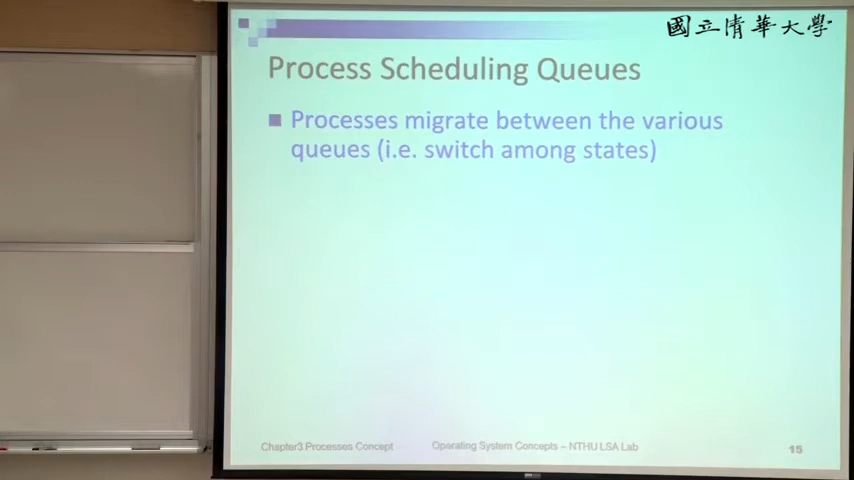 國立清華大學
Process Scheduling Queues
Processes migrate between the various
queues (i.e. switch among states)
Chapter3 Processes Concept
Operating System Concepts – NTHU LSA Lab
15